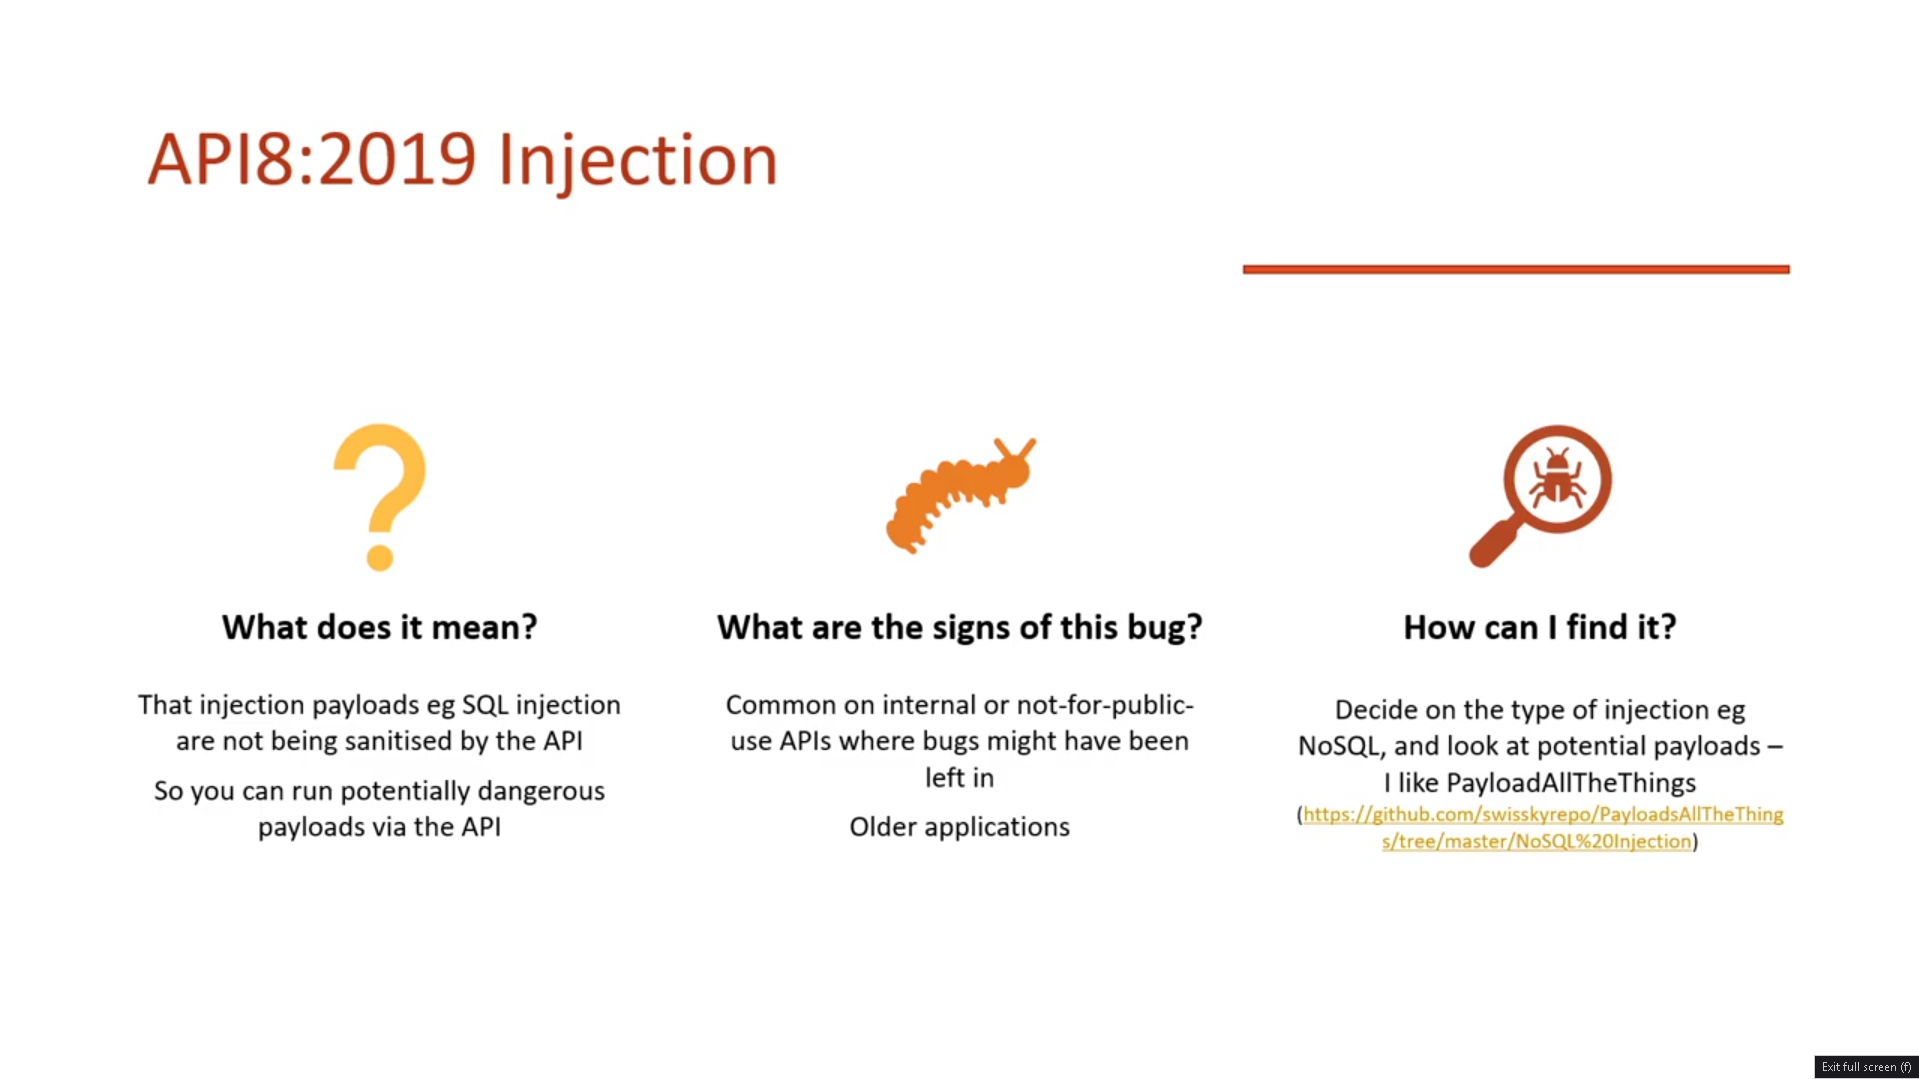 API8:2019 Injection
What does it mean?
That injection payloads eg SQL injection
are not being sanitised by the API
So you can run potentially dangerous
payloads via the API
What are the signs of this bug?
Common on internal or not-for-public-
use APIs where bugs might have been
left in
Older applications
How can I find it?
Decide on the type of injection eg
NoSQL, and look at potential payloads –
I like PayloadAllTheThings
(https://github.com/swisskyrepo/PayloadsAllTheThing
s/tree/master/NoSQL%20Injection)
Exit full screen (f)